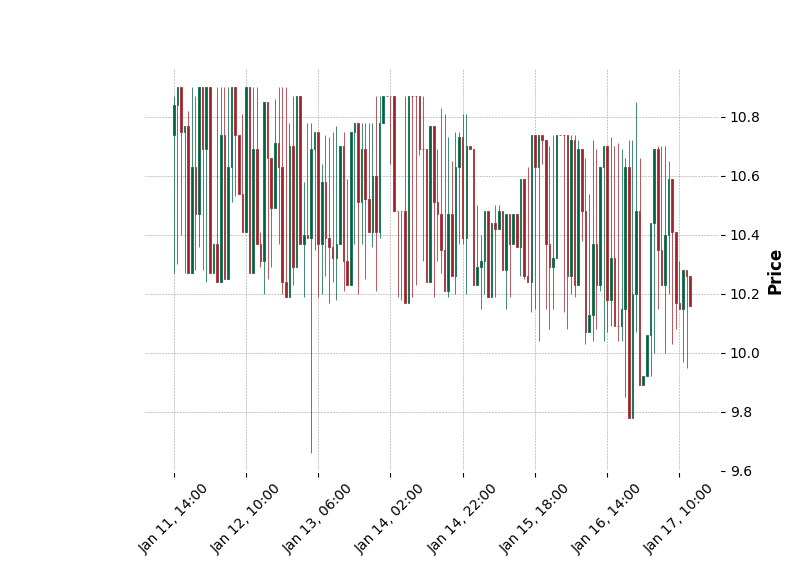 10.8
10.6
10.4
10.2
10.0
9.8
9.6
Price
Jan 11, 14:00
Jan 12, 10:00
Jan 13, 06:00
Jan 14, 02:00
Jan 14, 22:00
Jan 15, 18:00
Jan 16, 14:00
Jan 17, 10:00